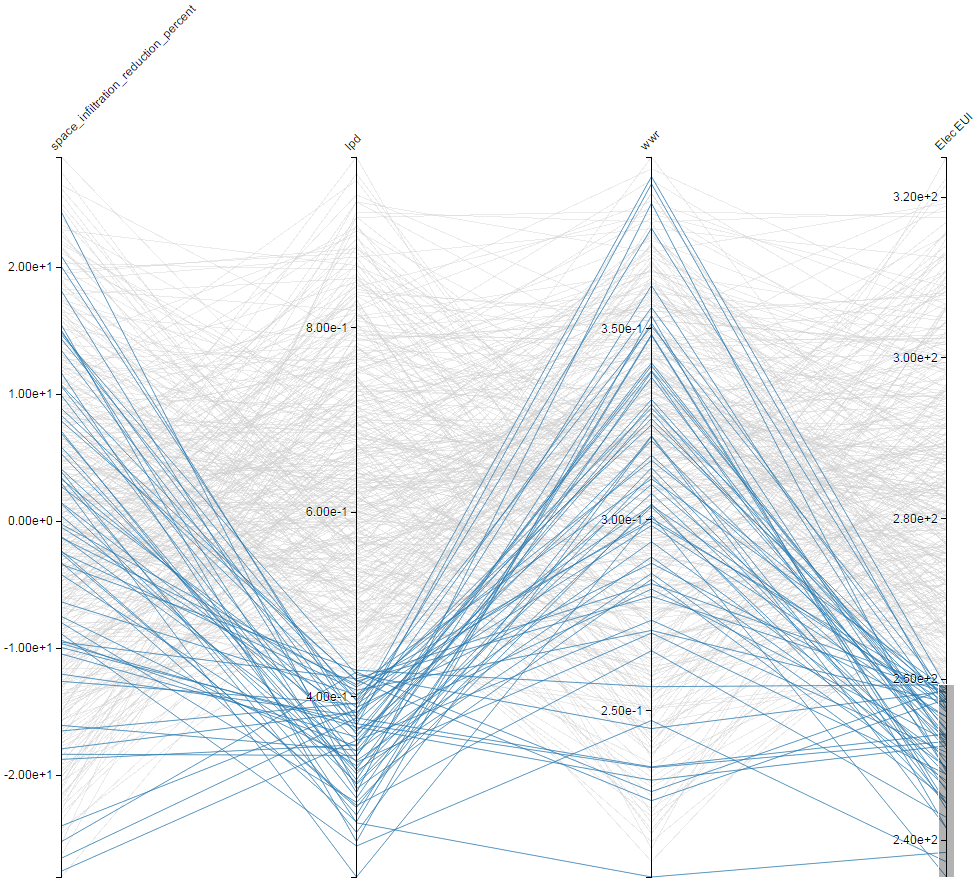 space_infiltration_reduction_percent
lpd
wwr
Elec EUI
2.00e+1
1.00e+1
0.00e+0
-1.00e+1
-2.00e+1
8.00e-1
6.00e-1
4.00e-1
3.50e-1
3.00e-1
2.50e-1
3.20e+2
3.00e+2
2.80e+2
2.60e+2
2.40e+2